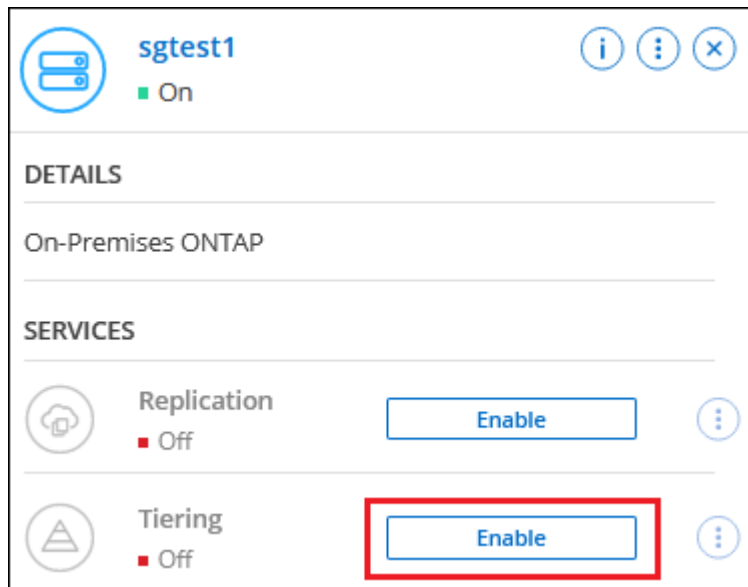 sgtest1
On
DETAILS
On-Premises ONTAP
SERVICES
Replication
Enable
Off
Tiering
Enable
Off